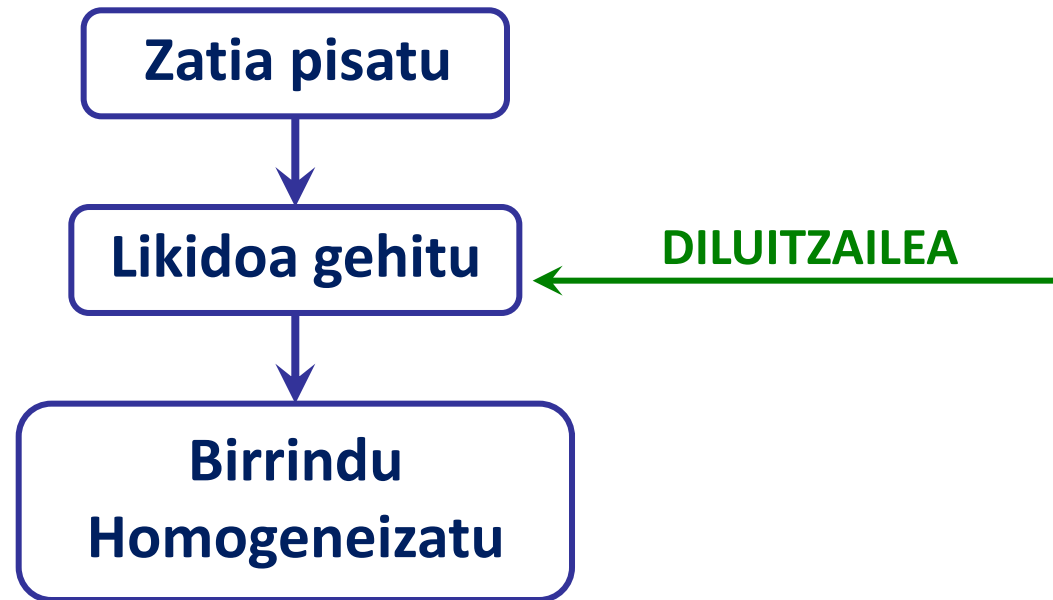 Zatia pisatu
Likidoa gehitu
DILUITZAILEA
Birrindu
Homogeneizatu